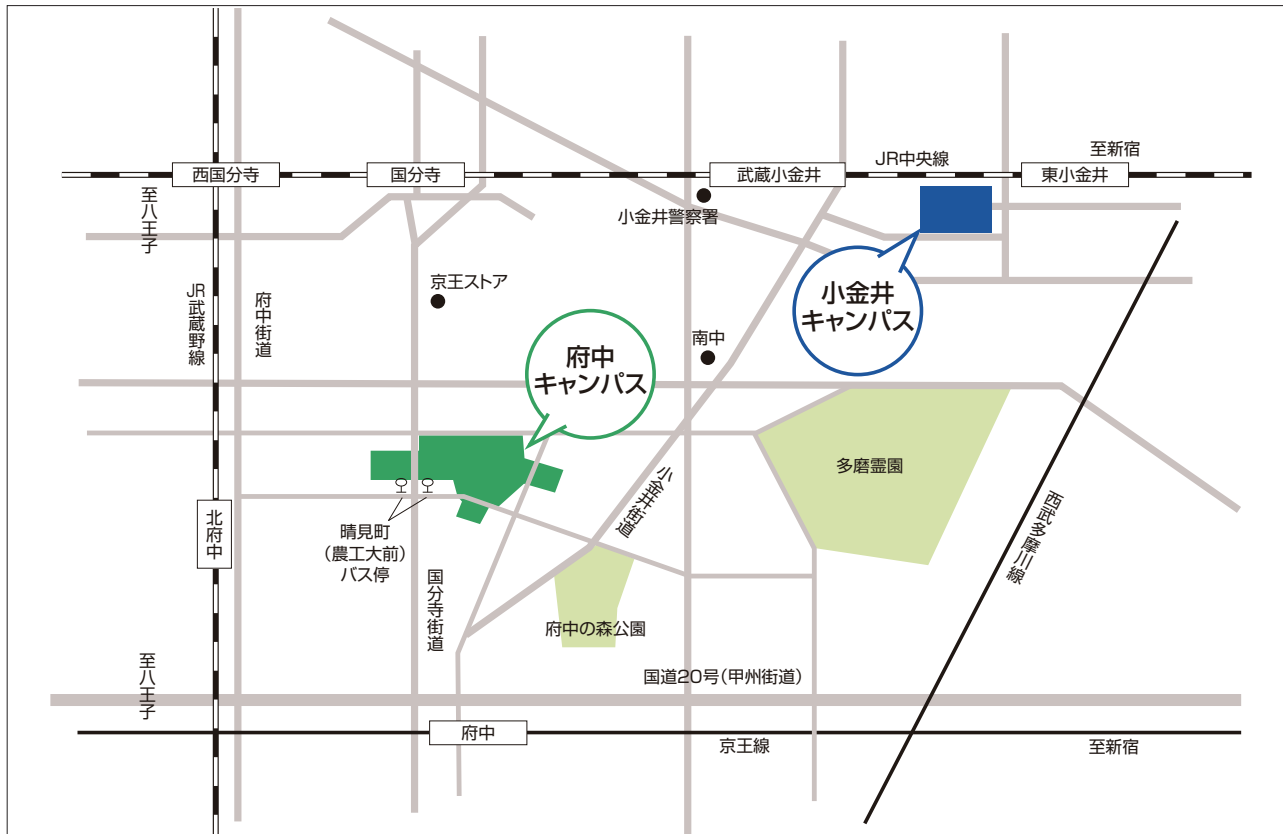 JR中央線
至新宿
西国分寺
国分寺
武蔵小金井
東小金井
至八王子
小金井警察署
JR武蔵野線
府中街道
京王ストア
小金井
キャンパス
南中
府中
キャンパス
多磨霊園
小金井街道
西武多摩川線
北府中
晴見町
(農工大前)
バス停
国分寺街道
府中の森公園
至八王子
国道20号(甲州街道)
府中
京王線
至新宿